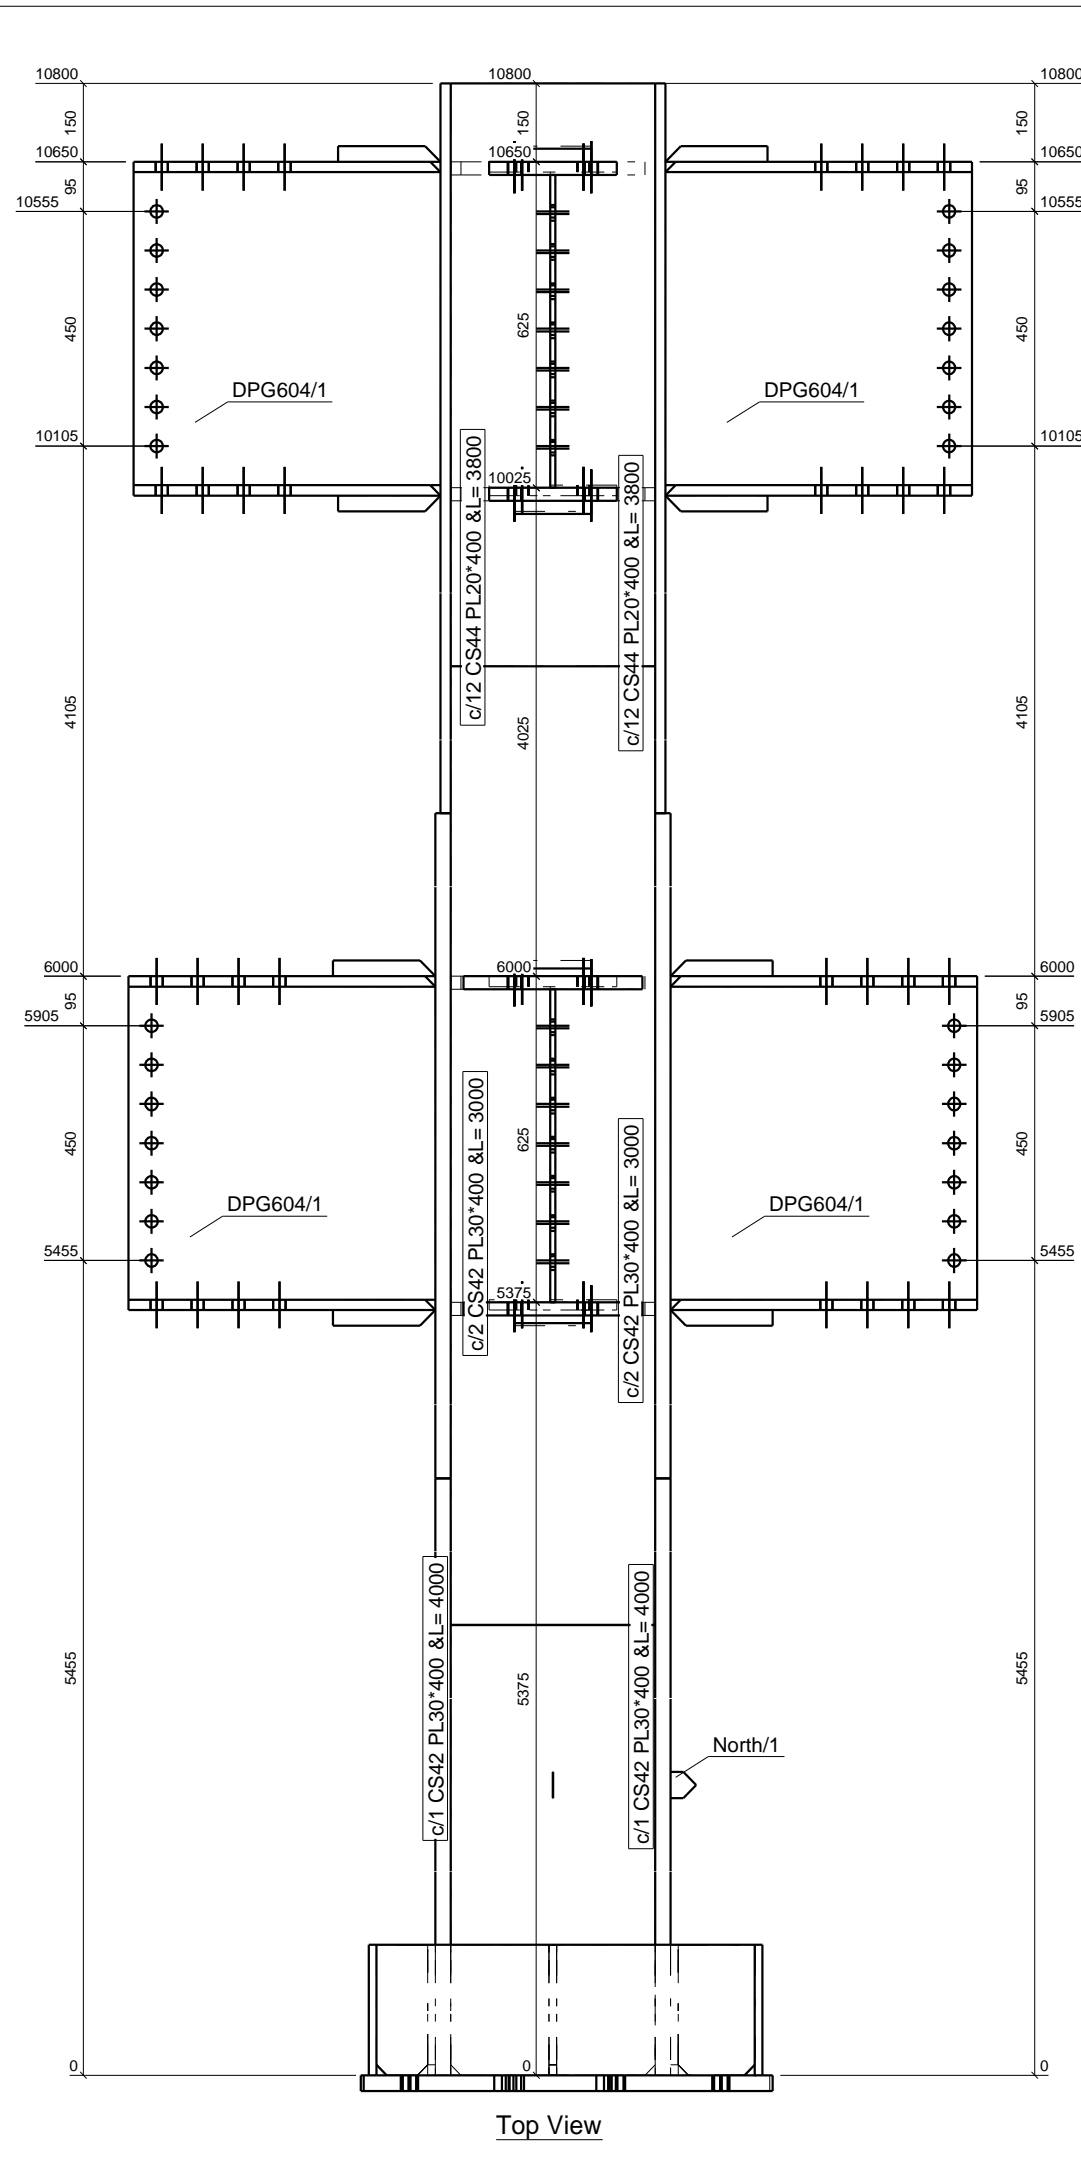 10800 10800 10800
150 150 150
10650 10650 10650
95 95
10555 10555
450 625 450
DPG604/1 DPG604/1
10105 10105
10025
c/12 CS44 PL20*400 &L= 3800
c/12 CS44 PL20*400 &L= 3800
4105 4025 4105
6000 6000 6000
95 95
5905 5905
450 625 450
c/2 CS42 PL30*400 &L= 3000
c/2 CS42 PL30*400 &L= 3000
DPG604/1 DPG604/1
5455 5455
5375
5455 5375 5455
c/1 CS42 PL30*400 &L= 4000
c/1 CS42 PL30*400 &L= 4000
North/1
0 0 0
Top View